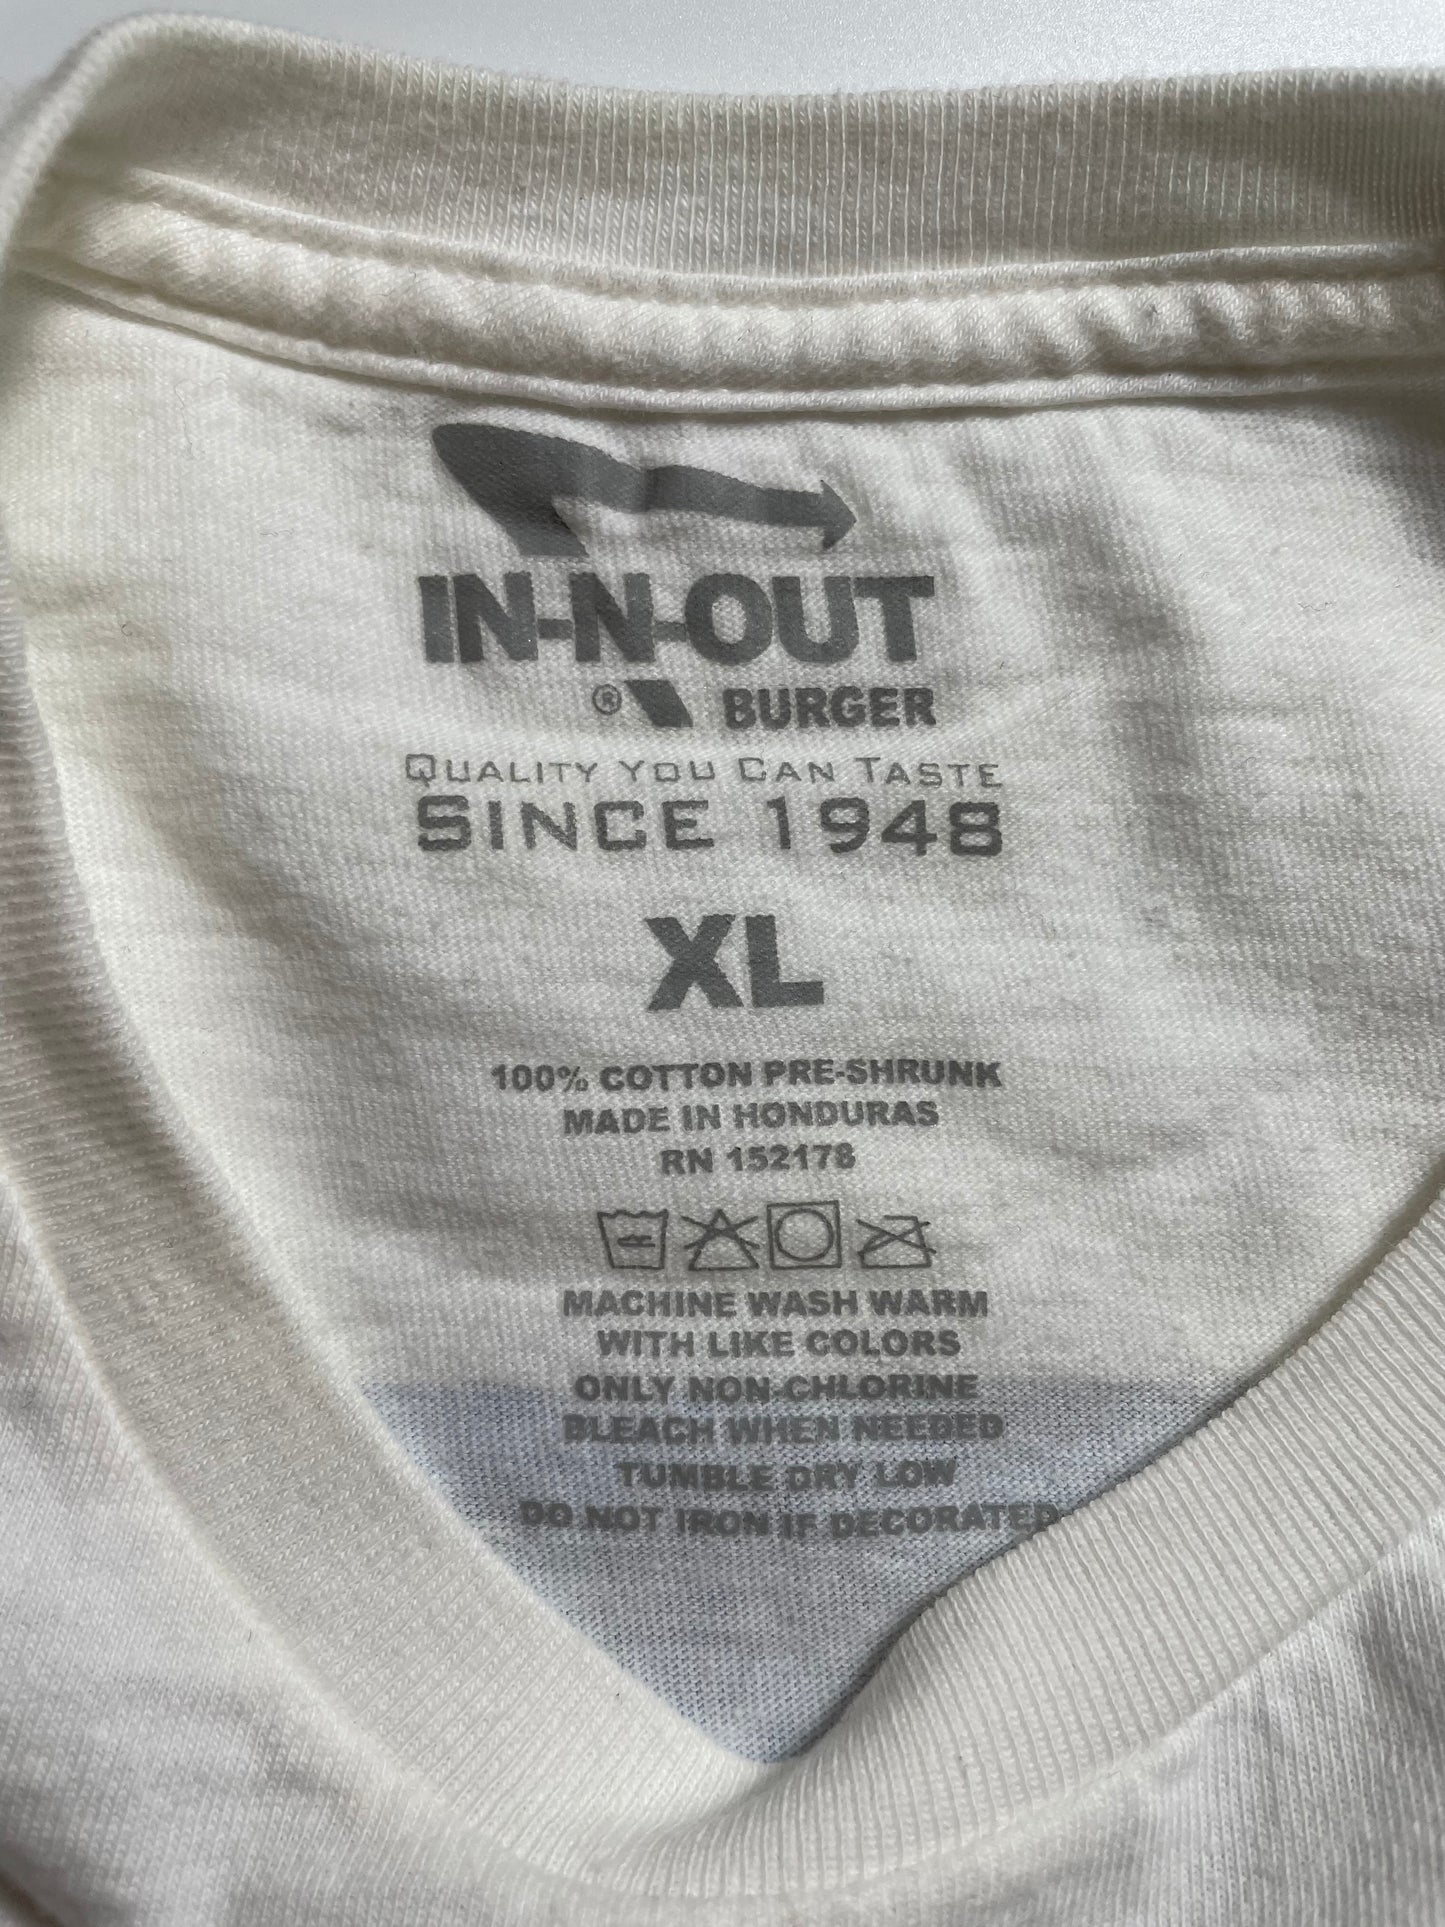 IN-N-OUT
® BURGER
QUALITY YOU CAN TASTE
SINCE 1948
XL
100% COTTON PRE-SHRUNK
MADE IN HONDURAS
RN 152178
MACHINE WASH WARM
WITH LIKE COLORS
ONLY NON-CHLORINE
BLEACH WHEN NEEDED
TUMBLE DRY LOW
DO NOT IRON IF DECORATED